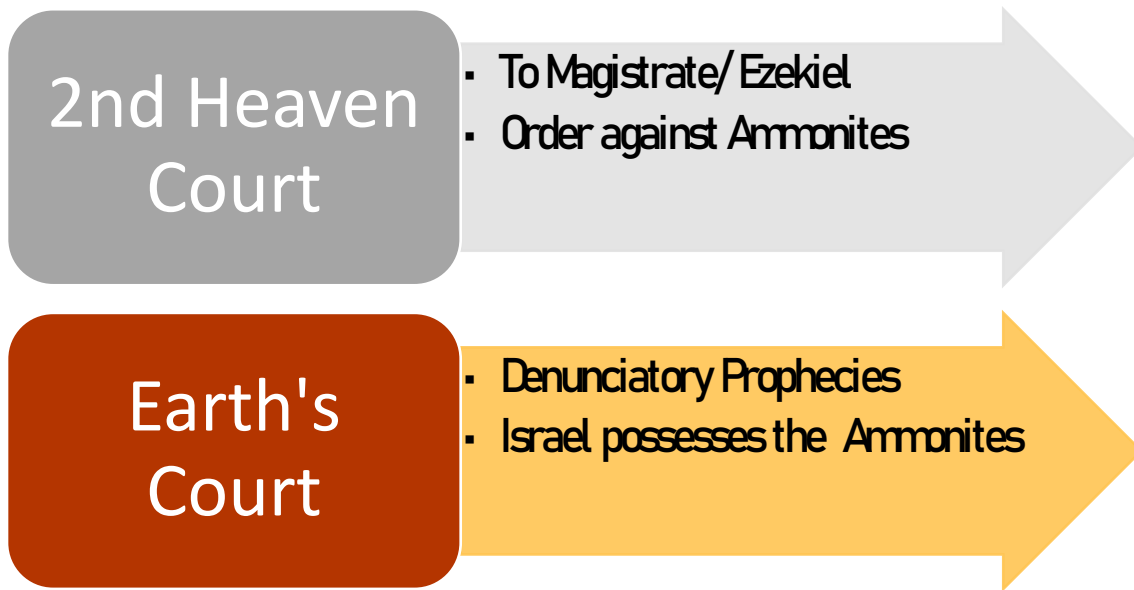 2nd Heaven
Court
▪ To Magistrate/ Ezekiel
▪ Order against Ammonites
Earth's
Court
▪ Denunciatory Prophecies
▪ Israel possesses the Ammonites